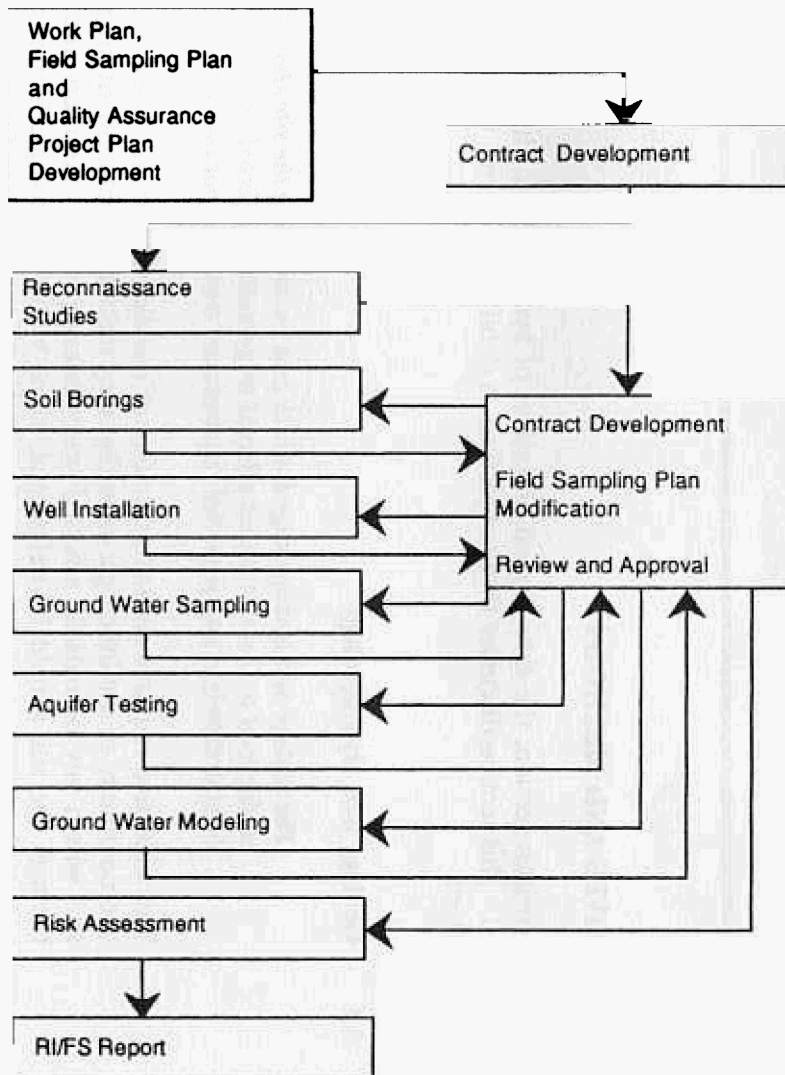 Work Plan,
Field Sampling Plan
and
Quality Assurance
Project Plan
Development
Contract Development
Reconnaissance
Studies
Soil Borings
Contract Development
Field Sampling Plan
Modification
Well Installation
Review and Approval
Ground Water Sampling
Aquifer Testing
Ground Water Modeling
Risk Assessment
RI/FS Report